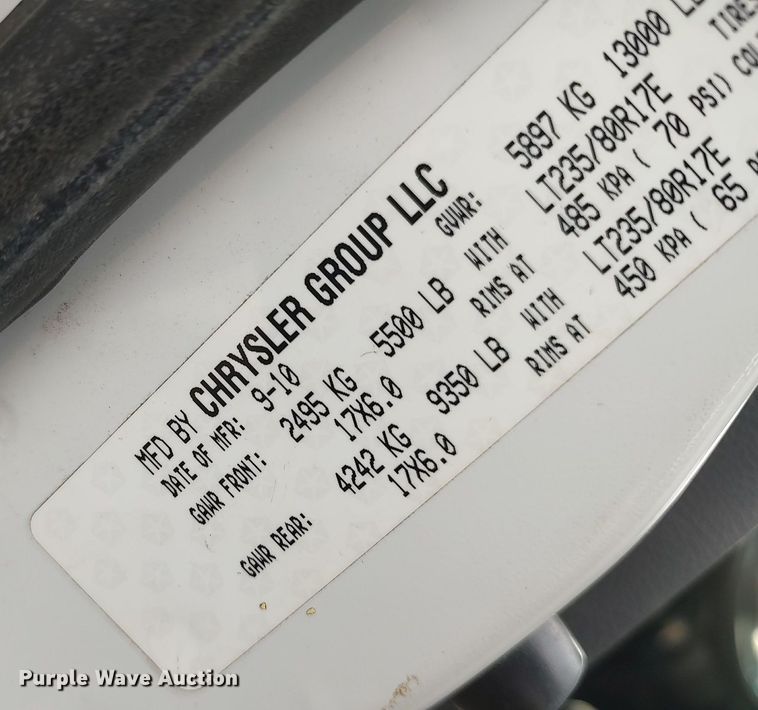 MFD BY CHRYSLER GROUP LLC
DATE OF MFR: 9-10 GVWR: 5897 KG 13000
GAWR FRONT: 2495 KG 5500 LB WITH LT235/80R17E
17X6.0 RIMS AT 485 KPA ( 70 PSI)
GAWR REAR: 4242 KG 9350 LB WITH LT235/80R17E
17X6.0 RIMS AT 450 KPA ( 65
Purple Wave Auction